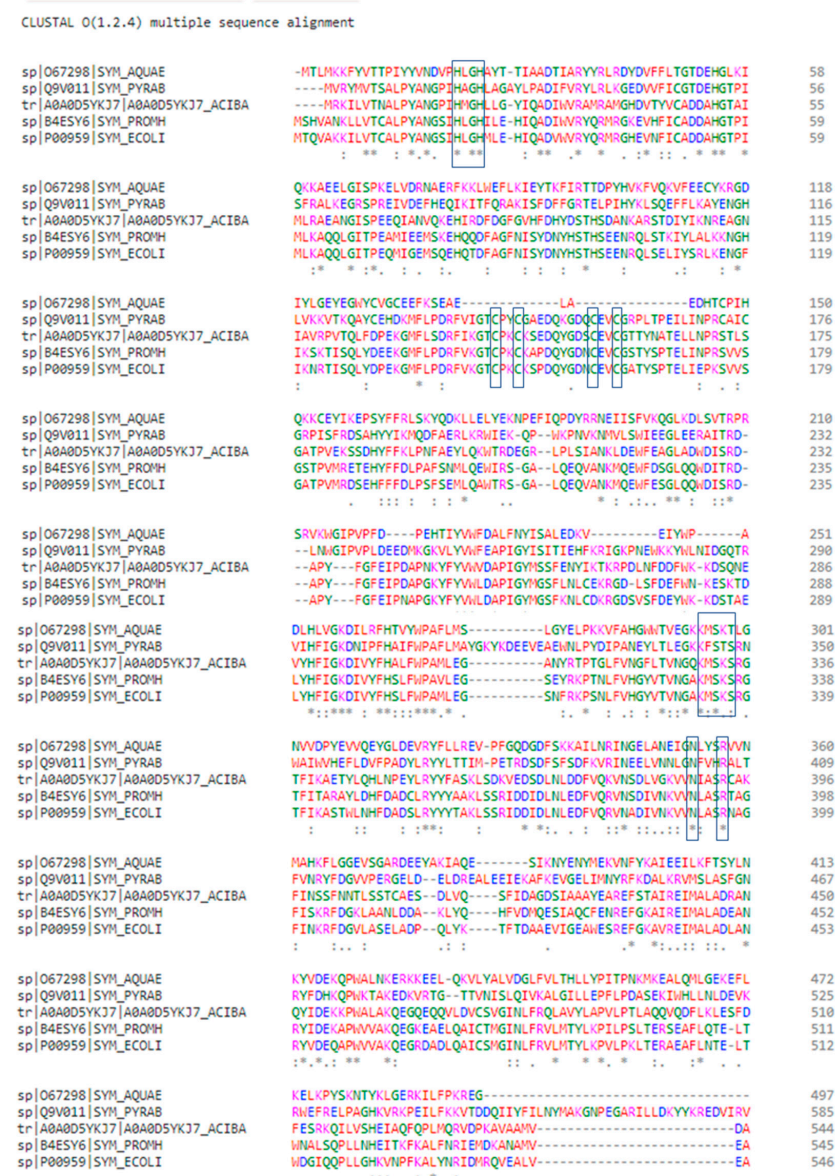 CLUSTAL O(1.2.4) multiple sequence alignment
sp|O67298|SYM_AQUAE -MTLMKKFYVTTPIYYVNDVPHLGHAYT-TIAADTIARYYRLRDYDVFFLTGTDEHGLKI 58
sp|Q9V011|SYM_PYRAB ----MVRYMVTSALPYANGPIHAGHLAGAYLPADIFVRYLRLKGEDVVFICGTDEHGTPI 56
tr|A0A0D5YKJ7|A0A0D5YKJ7_ACIBA ----MRKILVTNALPYANGPIHMGHLLG-YIQADIWVRAMRAMGHDVTYVCADDAHGTAI 55
sp|B4ESY6|SYM_PROMH MSHVANKLLVTCALPYANGSIHLGHILE-HIQADIWVRYQRMRGKEVHFICADDAHGTPI 59
sp|P00959|SYM_ECOLI MTQVAKKILVTCALPYANGSIHLGHMLE-HIQADVWVRYQRMRGHEVNFICADDAHGTPI 59
: ** : *.*. * ** : ** .* * . :* :: . * ** *
sp|O67298|SYM_AQUAE QKKAEELGISPKELVDRNAERFKKLWEFLKIEYTKFIRTTDPYHVKFVQKVFEECYKRGD 118
sp|Q9V011|SYM_PYRAB SFRALKEGRSPREIVDEFHEQIKITFQRAKISFDFFGRTELPIHYKLSQEFFLKAYENGH 116
tr|A0A0D5YKJ7|A0A0D5YKJ7_ACIBA MLRAEANGISPEEQIANVQKEHIRDFDGFGVHFDHYDSTHSDANKARSTDIYIKNREAGN 115
sp|B4ESY6|SYM_PROMH MLKAQQLGITPEAMIEEMSKEHQQDFAGFNISYDNYHSTHSEENRQLSTKIYLALKKNGH 119
sp|P00959|SYM_ECOLI MLKAQQLGITPEQMIGEMSQEHQTDFAGFNISYDNYHSTHSEENRQLSELIYSRLKENGF 119
:* * :*. : . : : : : * : .: : *
sp|O67298|SYM_AQUAE IYLGEYEGWYCVGCEEFKSEAE-------------LA---------------EDHTCPIH 150
sp|Q9V011|SYM_PYRAB LVKKVTKQAYCEHDKMFLPDRFVIGTCPYCGAEDQKGDQCEVCGRPLTPEILINPRCAIC 176
tr|A0A0D5YKJ7|A0A0D5YKJ7_ACIBA IAVRPVTQLFDPEKGMFLSDRFIKGTCPKCKSEDQYGDSCEVCGTTYNATELLNPRSTLS 175
sp|B4ESY6|SYM_PROMH IKSKTISQLYDEEKGMFLPDRFVKGTCPKCKAPDQYGDNCEVCGSTYSPTELINPRSVVS 179
sp|P00959|SYM_ECOLI IKNRTISQLYDPEKGMFLPDRFVKGTCPKCKSPDQYGDNCEVCGATYSPTELIEPKSVVS 179
: : * : . : . :
sp|O67298|SYM_AQUAE QKKCEYIKEPSYFFRLSKYQDKLLELYEKNPEFIQPDYRRNEIISFVKQGLKDLSVTRPR 210
sp|Q9V011|SYM_PYRAB GRPISFRDSAHYYIKMQDFAERLKRWIEK-QP--WKPNVKNMVLSWIEEGLEERAITRD- 232
tr|A0A0D5YKJ7|A0A0D5YKJ7_ACIBA GATPVEKSSDHYFFKLPNFAEYLQKWTRDEGR--LPLSIANKLDEWFEAGLADWDISRD- 232
sp|B4ESY6|SYM_PROMH GSTPVMRETEHYFFDLPAFSNMLQEWIRS-GA--LQEQVANKMQEWFDSGLQQWDISRD- 235
sp|P00959|SYM_ECOLI GATPVMRDSEHFFFDLPSFSEMLQAWTRS-GA--LQEQVANKMQEWFESGLQQWDISRD- 235
. ::: : : * .. * : .:.. ** : ::*
sp|O67298|SYM_AQUAE SRVKWGIPVPFD----PEHTIYVWFDALFNYISALEDKV----------EIYWP-----A 251
sp|Q9V011|SYM_PYRAB --LNWGIPVPLDEEDMKGKVLYVWFEAPIGYISITIEHFKRIGKPNEWKKYWLNIDGQTR 290
tr|A0A0D5YKJ7|A0A0D5YKJ7_ACIBA --APY---FGFEIPDAPNKYFYVWVDAPIGYMSSFENYIKTKRPDLNFDDFWK-KDSQNE 286
sp|B4ESY6|SYM_PROMH --APY---FGFEIPDAPGKYFYVWVDAPIGYMGSFLNLCEKRGD-LSFDEFWN-KESKTD 288
sp|P00959|SYM_ECOLI --APY---FGFEIPNAPGKYFYVWLDAPIGYMGSFKNLCDKRGDSVSFDEYWK-KDSTAE 289
sp|O67298|SYM_AQUAE DLHLVGKDILRFHTVYWPAFLMS----------LGYELPKKVFAHGWWTVEGKKMSKTLG 301
sp|Q9V011|SYM_PYRAB VIHFIGKDNIPFHAIFWPAFLMAYGKYKDEEVEAEWNLPYDIPANEYLTLEGKKFSTSRN 350
tr|A0A0D5YKJ7|A0A0D5YKJ7_ACIBA VYHFIGKDIVYFHALFWPAMLEG----------ANYRTPTGLFVNGFLTVNGQKMSKSRG 336
sp|B4ESY6|SYM_PROMH LYHFIGKDIVYFHSLFWPAVLEG----------SEYRKPTNLFVHGYVTVNGAKMSKSRG 338
sp|P00959|SYM_ECOLI LYHFIGKDIVYFHSLFWPAMLEG----------SNFRKPSNLFVHGYVTVNGAKMSKSRG 339
*::*** : **:::***.* . :. * : .: : *::* *:*.: .
sp|O67298|SYM_AQUAE NVVDPYEVVQEYGLDEVRYFLLREV-PFGQDGDFSKKAILNRINGELANEIGNLYSRVVN 360
sp|Q9V011|SYM_PYRAB WAIWVHEFLDVFPADYLRYYLTTIM-PETRDSDFSFSDFKVRINEELVNNLGNFVHRALT 409
tr|A0A0D5YKJ7|A0A0D5YKJ7_ACIBA TFIKAETYLQHLNPEYLRYYFASKLSDKVEDSDLNLDDFVQKVNSDLVGKVVNIASRCAK 396
sp|B4ESY6|SYM_PROMH TFITARAYLDHFDADCLRYYYAAKLSSRIDDIDLNLEDFVQRVNSDIVNKVVNLASRTAG 398
sp|P00959|SYM_ECOLI TFIKASTWLNHFDADSLRYYYTAKLSSRIDDIDLNLEDFVQRVNADIVNKVVNLASRNAG 399
: :: : :**: : * *:. . : ::* ::..:: *: *
sp|O67298|SYM_AQUAE MAHKFLGGEVSGARDEEYAKIAQE-------SIKNYENYMEKVNFYKAIEEILKFTSYLN 413
sp|Q9V011|SYM_PYRAB FVNRYFDGVVPERGELD--ELDREALEEIEKAFKEVGELIMNYRFKDALKRVMSLASFGN 467
tr|A0A0D5YKJ7|A0A0D5YKJ7_ACIBA FINSSFNNTLSSTCAES--DLVQ-----SFIDAGDSIAAAYEAREFSTAIREIMALADRAN 450
sp|B4ESY6|SYM_PROMH FISKRFDGKLAANLDDA--KLYQ-----HFVDMQESIAQCFENREFGKAIREIMALADEAN 452
sp|P00959|SYM_ECOLI FINKRFDGVLASELADP--QLYK-----TFTDAAEVIGEAWESREFGKAVREIMALADLAN 453
: :.. : .: : . .* *:..:: ::. *
sp|O67298|SYM_AQUAE KYVDEKQPWALNKERKKEEL-QKVLYALVDGLFVLTHLLYPITPNKMKEALQMLGEKEFL 472
sp|Q9V011|SYM_PYRAB RYFDHKQPWKTAKEDKVRTG--TTVNISLQIVKALGILLEPFLPDASEKIWHLLNLDEVK 525
tr|A0A0D5YKJ7|A0A0D5YKJ7_ACIBA QYIDEKKPWALAKQEGQEQQVLDVCSVGINLFRQLAVYLAPVLPTLAQQVQDFLKLESFD 510
sp|B4ESY6|SYM_PROMH RYIDEKAPWVVAKQEGKEAELQAICTMGINLFRVLMTYLKPILPSLTERSEAFLQTE-LT 511
sp|P00959|SYM_ECOLI RYVDEQAPWVVAKQEGRDADLQAICSMGINLFRVLMTYLKPVLPKLTERAEAFLNTE-LT 512
:*.*.: ** *: :: . * * *. * :. :* . .
sp|O67298|SYM_AQUAE KELKPYSKNTYKLGERKILFPKREG----------------------------------- 497
sp|Q9V011|SYM_PYRAB RWEFRELPAGHKVRKPEILFKKVTDDQIIYFILNYMAKGNPEGARILLDKYYKREDVIRV 585
tr|A0A0D5YKJ7|A0A0D5YKJ7_ACIBA FESRKQILVSHEIAQFQPLMQRVDPKAVAAMV--------------------------DA 544
sp|B4ESY6|SYM_PROMH WNALSQPLLNHEITKFKALFNRIEMDKANAMV--------------------------EA 545
sp|P00959|SYM_ECOLI WDGIQQPLLGHKVNPFKALYNRIDMRQVEALV--------------------------EA 546